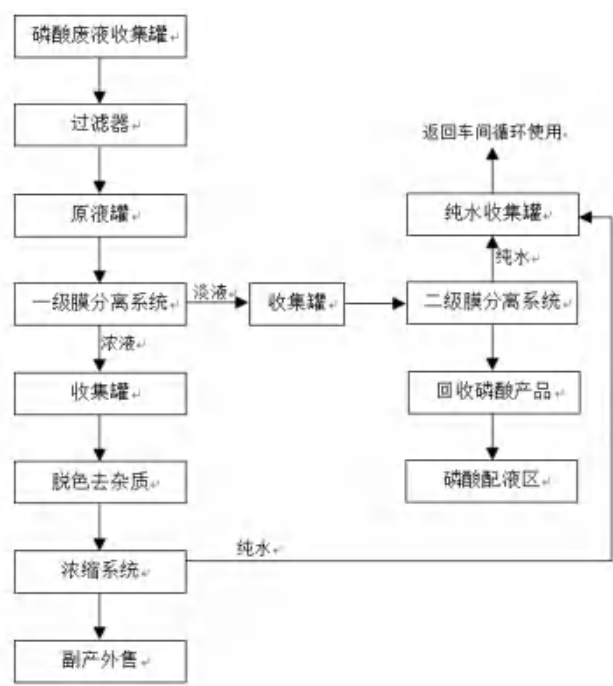 磷酸废液收集罐
过滤器
返回车间循环使用
原液罐
纯水收集罐
纯水
一级膜分离系统
淡液
收集罐
二级膜分离系统
浓液
收集罐
回收磷酸产品
脱色去杂质
磷酸配液区
纯水
浓缩系统
副产外售